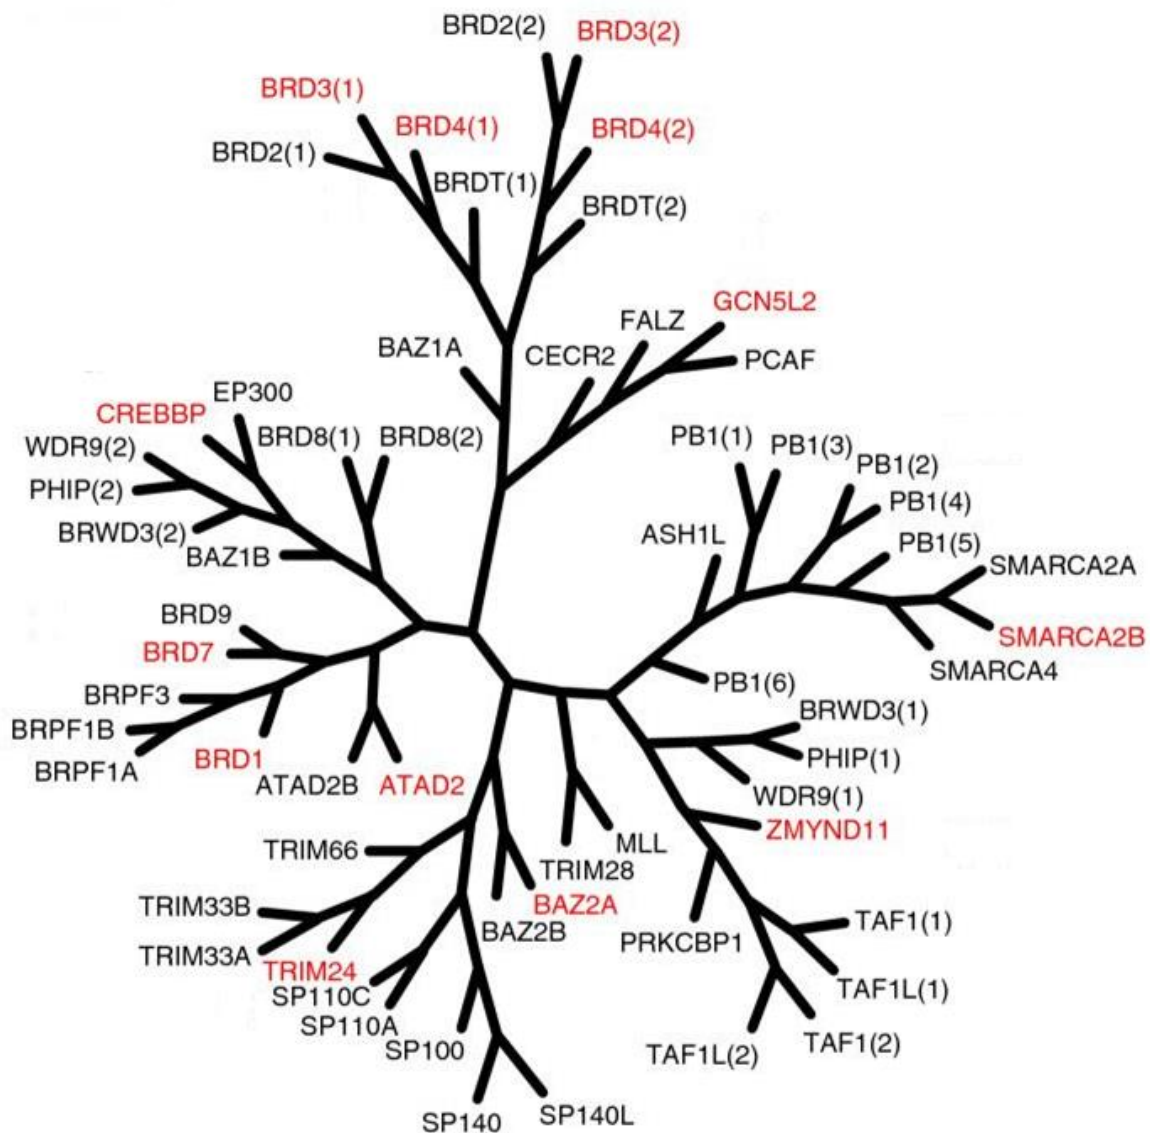 BRD2(2)
BRD3(2)
BRD3(1)
BRD4(1)
BRD4(2)
BRD2(1)
BRDT(1)
BRDT(2)
GCN5L2
FALZ
BAZ1A
CECR2
PCAF
EP300
CREBBP
WDR9(2)
BRD8(1)
BRD8(2)
PB1(1)
PB1(3)
PB1(2)
PHIP(2)
PB1(4)
BRWD3(2)
ASH1L
BAZ1B
PB1(5)
SMARCA2A
BRD9
BRD7
SMARCA2B
SMARCA4
BRPF3
PB1(6)
BRWD3(1)
BRPF1B
PHIP(1)
BRPF1A
BRD1
ATAD2B
ATAD2
WDR9(1)
ZMYND11
TRIM66
MLL
TRIM28
TRIM33B
BAZ2A
BAZ2B
PRKCBP1
TAF1(1)
TRIM33A
TRIM24
SP110C
TAF1L(1)
SP110A
SP100
TAF1L(2)
TAF1(2)
SP140
SP140L